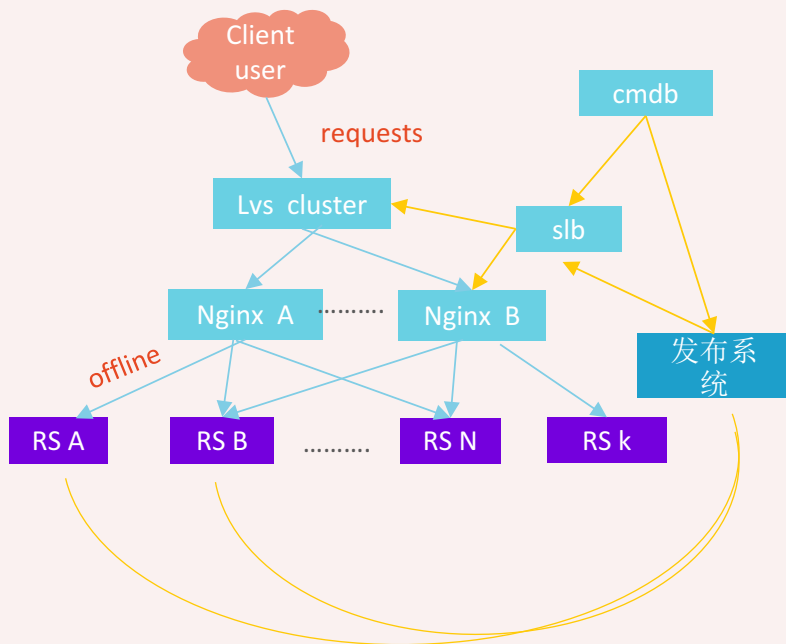 Client
user
cmdb
requests
Lvs cluster
slb
Nginx A
..........
Nginx B
发布系
统
offline
RS A
RS B
..........
RS N
RS k